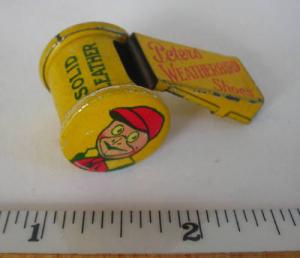 SOLID
LEATHER
Peters
WEATHERBIRD
Shoes
1 2